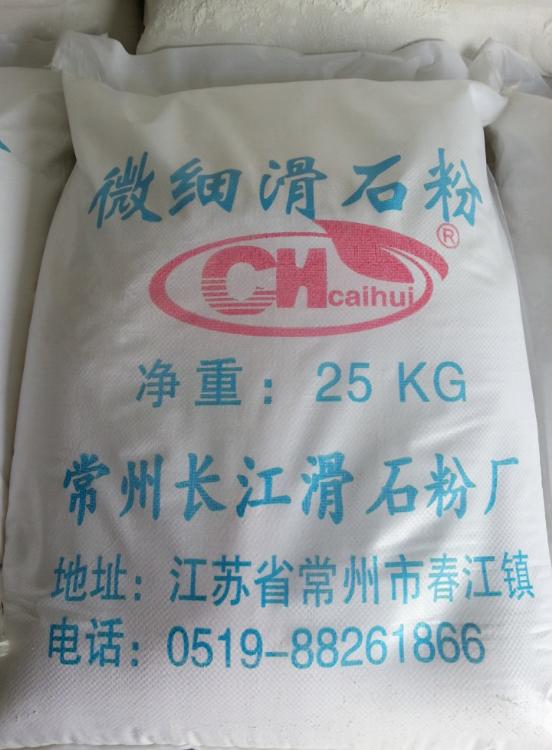 微细滑石粉
CH caihui ®
净重：25 KG
常州长江滑石粉厂
地址：江苏省常州市春江镇
电话：0519-88261866